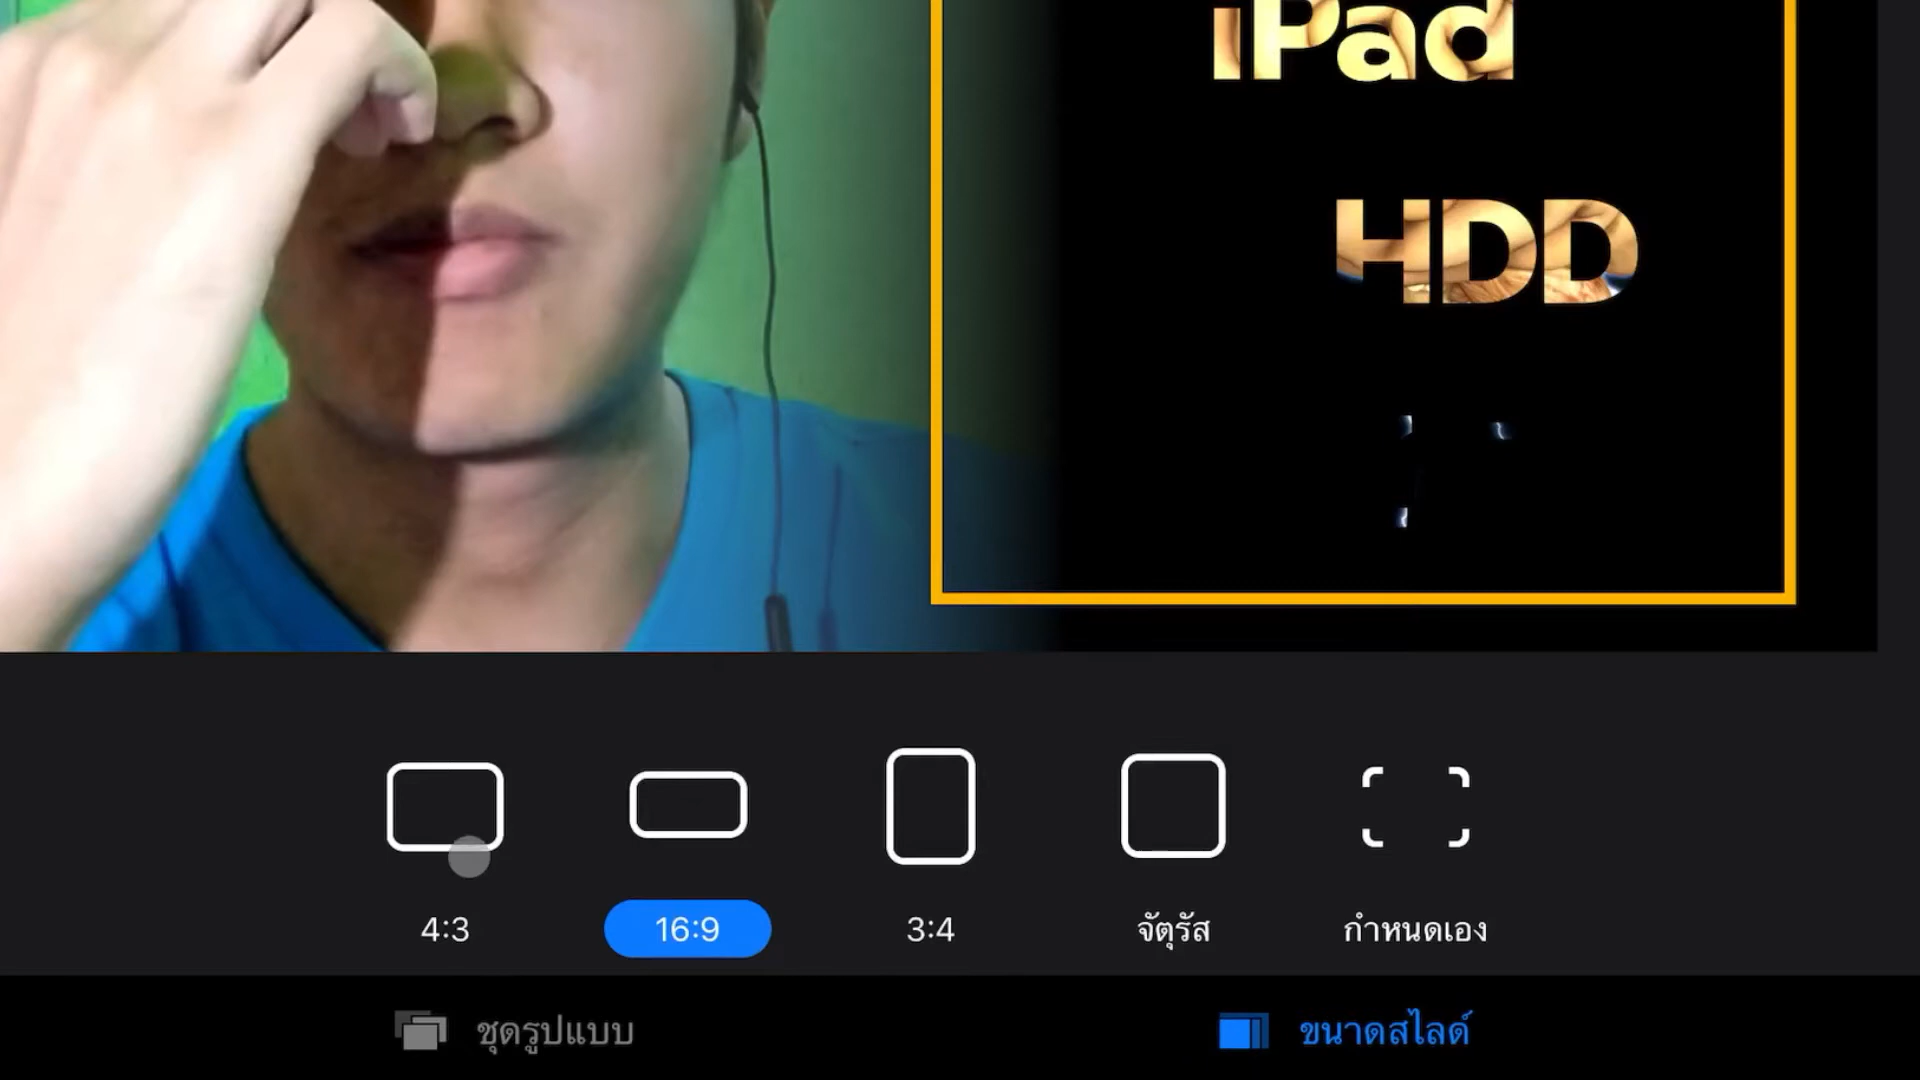 iPad
HDD
4:3
16:9
3:4
จัตุรัส
กำหนดเอง
ชุดรูปแบบ
ขนาดสไลด์